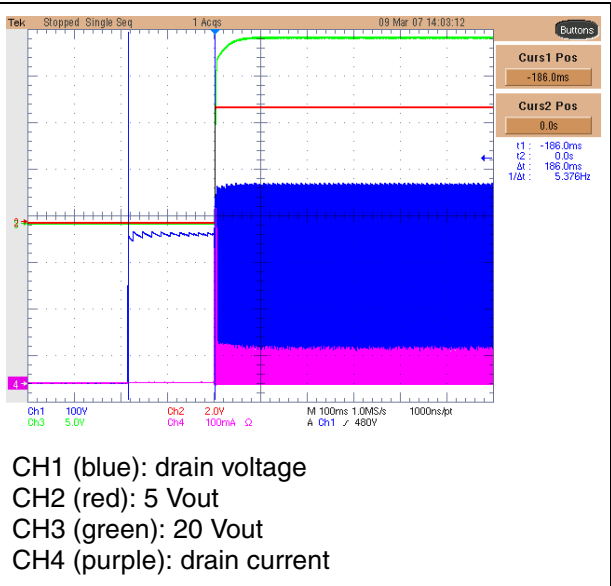 Tek Stopped Single Seq 1 Acqs 09 Mar 07 14:03:12
Buttons
Curs1 Pos
-186.0ms
Curs2 Pos
0.0s
t1 : -186.0ms
t2 : 0.0s
Δt : 186.0ms
1/Δt : 5.376Hz
2
4
Ch1 100V Ch2 2.0V M 100ms 1.0MS/s 1000ns/pt
Ch3 5.0V Ch4 100mA Ω A Ch1 ⁄ 480V
CH1 (blue): drain voltage
CH2 (red): 5 Vout
CH3 (green): 20 Vout
CH4 (purple): drain current